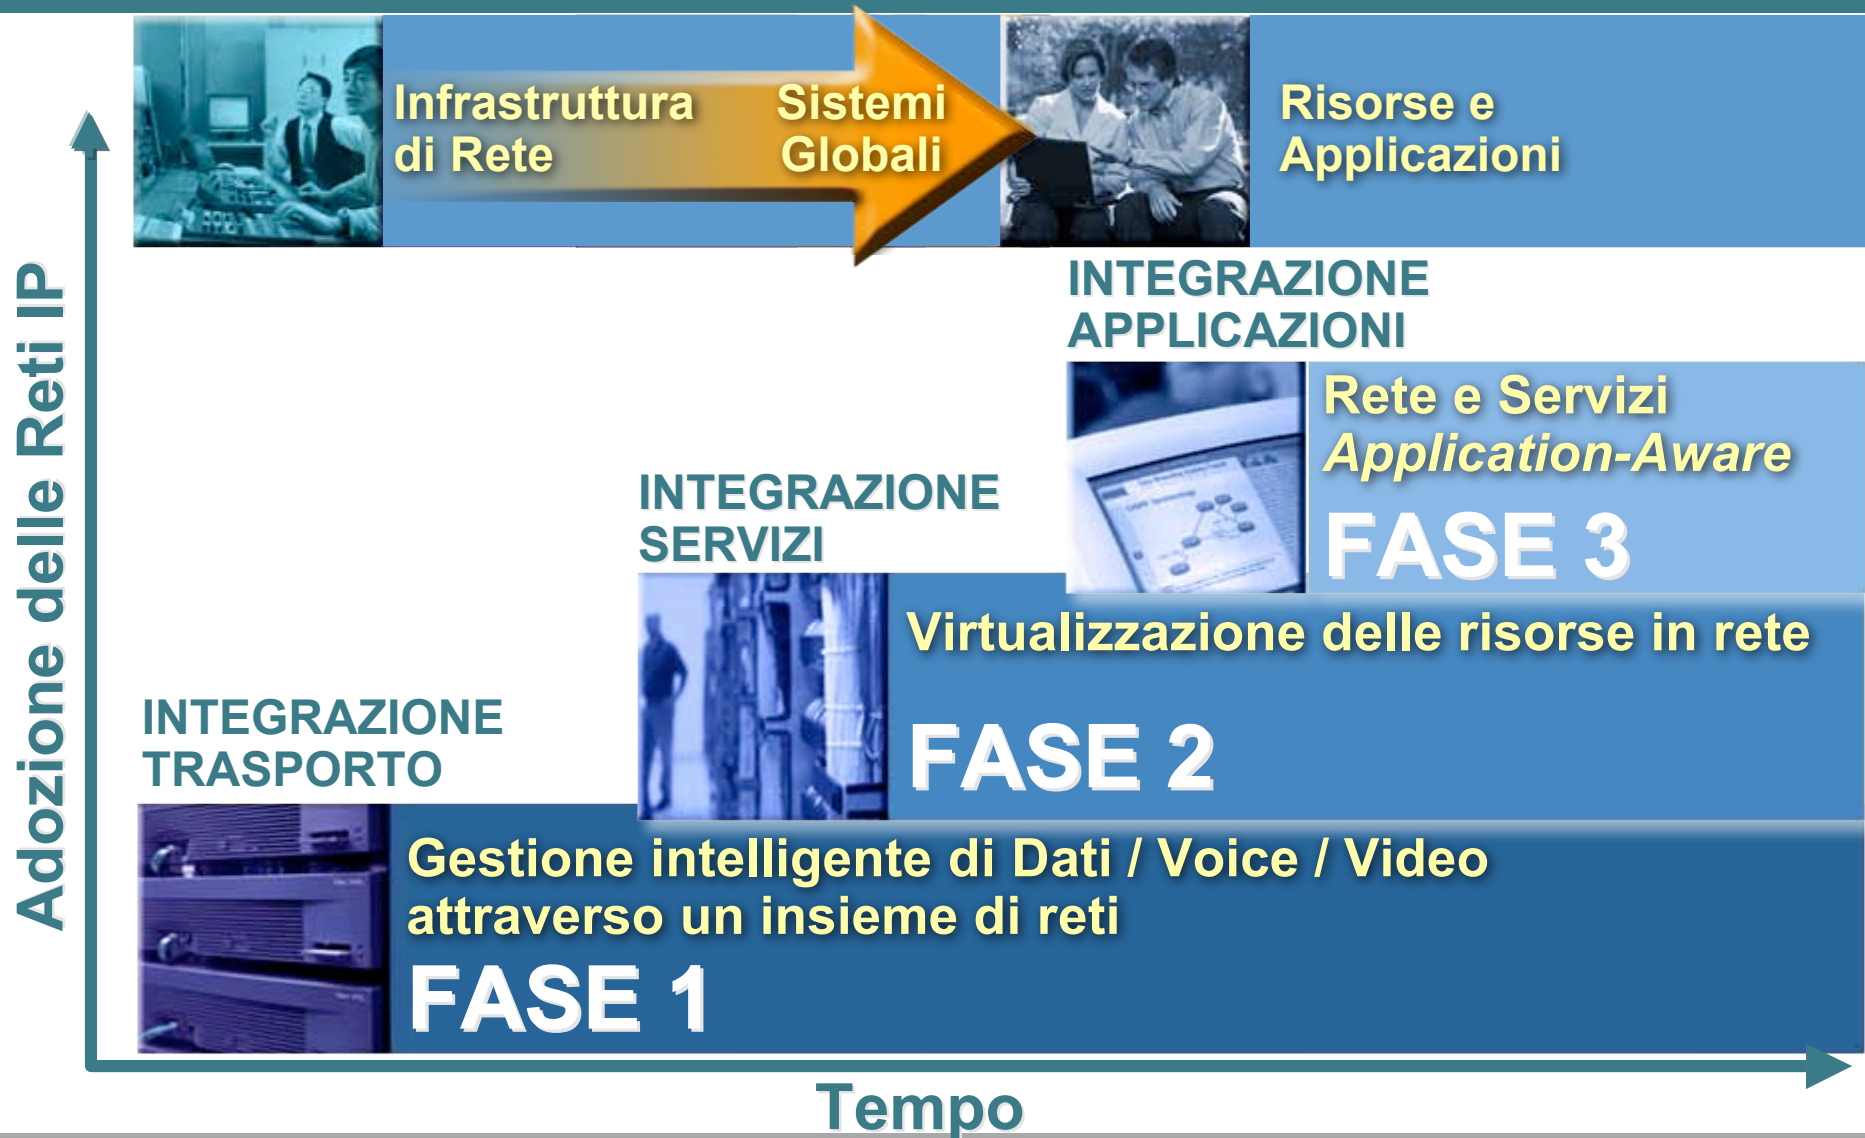 Infrastruttura
di Rete
Sistemi
Globali
Risorse e
Applicazioni
Adozione delle Reti IP
INTEGRAZIONE
APPLICAZIONI
Rete e Servizi
Application-Aware
FASE 3
INTEGRAZIONE
SERVIZI
Virtualizzazione delle risorse in rete
FASE 2
INTEGRAZIONE
TRASPORTO
Gestione intelligente di Dati / Voice / Video
attraverso un insieme di reti
FASE 1
Tempo